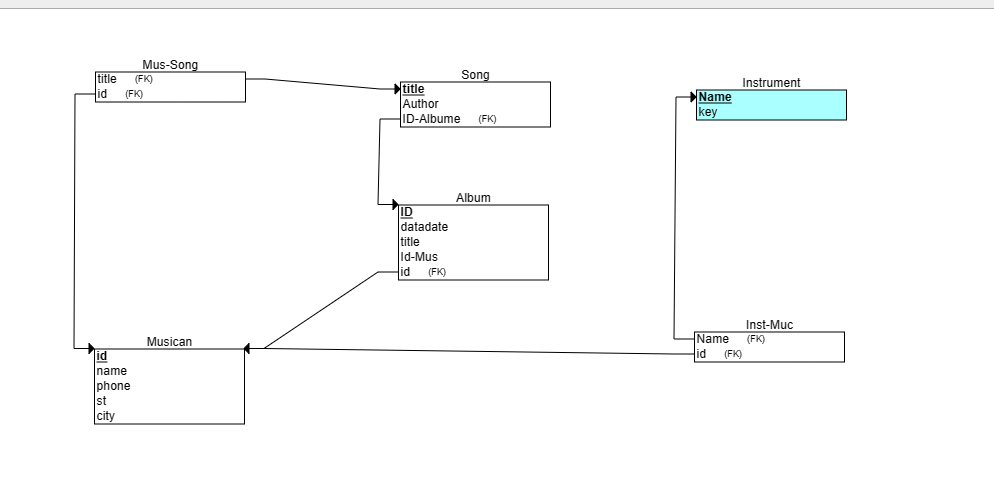 Mus-Song
title (FK)
id (FK)
Song
title
Author
ID-Albume (FK)
Instrument
Name
key
Album
ID
datadate
title
Id-Mus
id (FK)
Musican
id
name
phone
st
city
Inst-Muc
Name (FK)
id (FK)